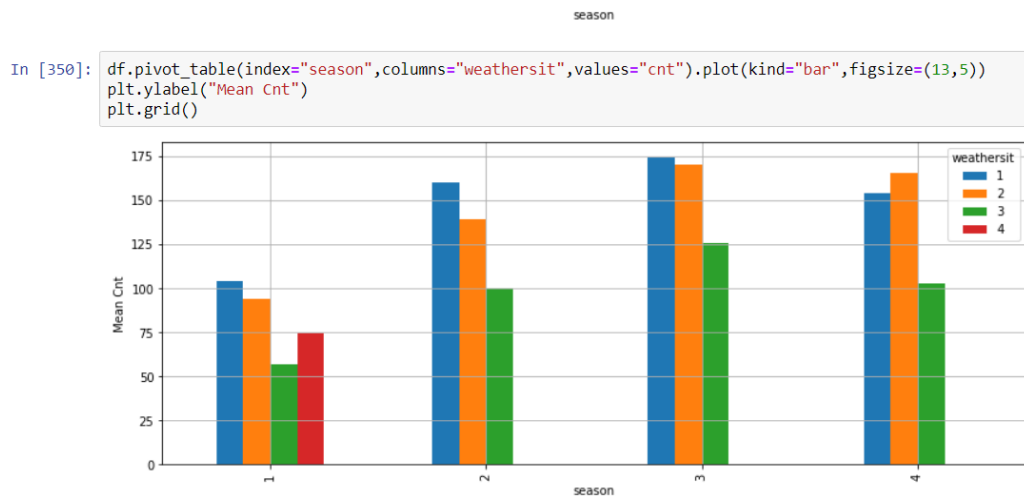 season
In [350]: df.pivot_table(index="season",columns="weathersit",values="cnt").plot(kind="bar",figsize=(13,5))
plt.ylabel("Mean Cnt")
plt.grid()
weathersit
1
2
3
4
175
150
125
100
75
50
25
0
Mean Cnt
1
2
3
4
season